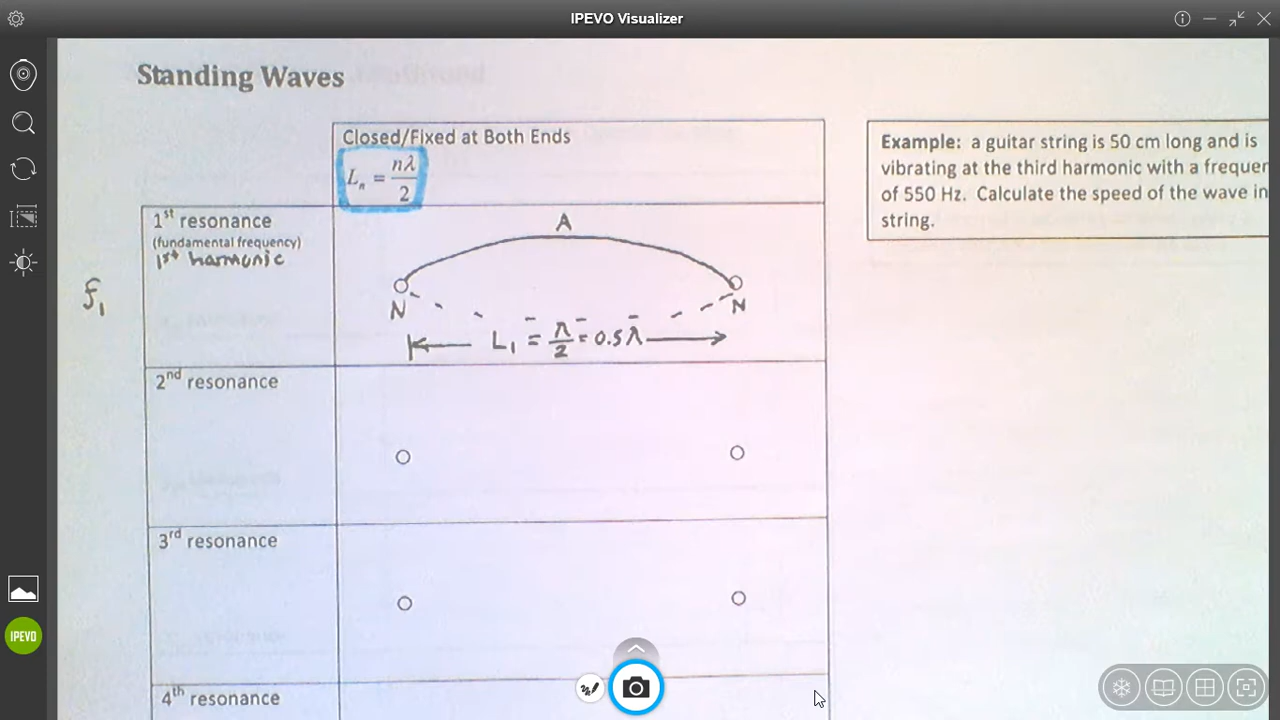 IPEVO Visualizer
Standing Waves
Closed/Fixed at Both Ends
Lₙ = nλ/2
Example: a guitar string is 50 cm long and is
vibrating at the third harmonic with a frequen
of 550 Hz. Calculate the speed of the wave in
string.
1st resonance
(fundamental frequency)
1st harmonic
f₁
A
N
N
L₁ = λ/2 = 0.5λ
2nd resonance
3rd resonance
4th resonance
IPEVO